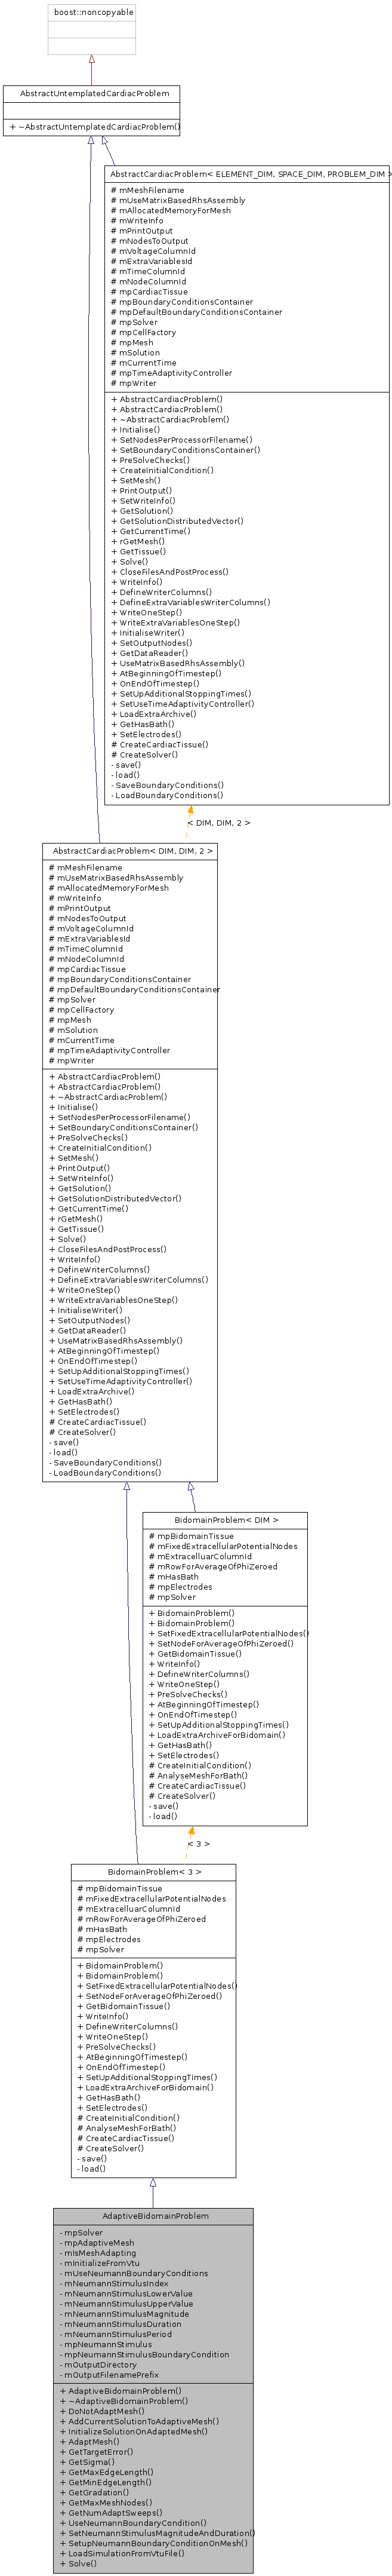 boost::noncopyable
AbstractUntemplatedCardiacProblem
+ ~AbstractUntemplatedCardiacProblem()
AbstractCardiacProblem< ELEMENT_DIM, SPACE_DIM, PROBLEM_DIM >
# mMeshFilename
# mUseMatrixBasedRhsAssembly
# mAllocatedMemoryForMesh
# mWriteInfo
# mPrintOutput
# mNodesToOutput
# mVoltageColumnId
# mExtraVariablesId
# mTimeColumnId
# mNodeColumnId
# mpCardiacTissue
# mpBoundaryConditionsContainer
# mpDefaultBoundaryConditionsContainer
# mpSolver
# mpCellFactory
# mpMesh
# mSolution
# mCurrentTime
# mpTimeAdaptivityController
# mpWriter
+ AbstractCardiacProblem()
+ AbstractCardiacProblem()
+ ~AbstractCardiacProblem()
+ Initialise()
+ SetNodesPerProcessorFilename()
+ SetBoundaryConditionsContainer()
+ PreSolveChecks()
+ CreateInitialCondition()
+ SetMesh()
+ PrintOutput()
+ SetWriteInfo()
+ GetSolution()
+ GetSolutionDistributedVector()
+ GetCurrentTime()
+ rGetMesh()
+ GetTissue()
+ Solve()
+ CloseFilesAndPostProcess()
+ WriteInfo()
+ DefineWriterColumns()
+ DefineExtraVariablesWriterColumns()
+ WriteOneStep()
+ WriteExtraVariablesOneStep()
+ InitialiseWriter()
+ SetOutputNodes()
+ GetDataReader()
+ UseMatrixBasedRhsAssembly()
+ AtBeginningOfTimestep()
+ OnEndOfTimestep()
+ SetUpAdditionalStoppingTimes()
+ SetUseTimeAdaptivityController()
+ LoadExtraArchive()
+ GetHasBath()
+ SetElectrodes()
# CreateCardiacTissue()
# CreateSolver()
- save()
- load()
- SaveBoundaryConditions()
- LoadBoundaryConditions()
< DIM, DIM, 2 >
AbstractCardiacProblem< DIM, DIM, 2 >
# mMeshFilename
# mUseMatrixBasedRhsAssembly
# mAllocatedMemoryForMesh
# mWriteInfo
# mPrintOutput
# mNodesToOutput
# mVoltageColumnId
# mExtraVariablesId
# mTimeColumnId
# mNodeColumnId
# mpCardiacTissue
# mpBoundaryConditionsContainer
# mpDefaultBoundaryConditionsContainer
# mpSolver
# mpCellFactory
# mpMesh
# mSolution
# mCurrentTime
# mpTimeAdaptivityController
# mpWriter
+ AbstractCardiacProblem()
+ AbstractCardiacProblem()
+ ~AbstractCardiacProblem()
+ Initialise()
+ SetNodesPerProcessorFilename()
+ SetBoundaryConditionsContainer()
+ PreSolveChecks()
+ CreateInitialCondition()
+ SetMesh()
+ PrintOutput()
+ SetWriteInfo()
+ GetSolution()
+ GetSolutionDistributedVector()
+ GetCurrentTime()
+ rGetMesh()
+ GetTissue()
+ Solve()
+ CloseFilesAndPostProcess()
+ WriteInfo()
+ DefineWriterColumns()
+ DefineExtraVariablesWriterColumns()
+ WriteOneStep()
+ WriteExtraVariablesOneStep()
+ InitialiseWriter()
+ SetOutputNodes()
+ GetDataReader()
+ UseMatrixBasedRhsAssembly()
+ AtBeginningOfTimestep()
+ OnEndOfTimestep()
+ SetUpAdditionalStoppingTimes()
+ SetUseTimeAdaptivityController()
+ LoadExtraArchive()
+ GetHasBath()
+ SetElectrodes()
# CreateCardiacTissue()
# CreateSolver()
- save()
- load()
- SaveBoundaryConditions()
- LoadBoundaryConditions()
BidomainProblem< DIM >
# mpBidomainTissue
# mFixedExtracellularPotentialNodes
# mExtracelluarColumnId
# mRowForAverageOfPhiZeroed
# mHasBath
# mpElectrodes
# mpSolver
+ BidomainProblem()
+ BidomainProblem()
+ SetFixedExtracellularPotentialNodes()
+ SetNodeForAverageOfPhiZeroed()
+ GetBidomainTissue()
+ WriteInfo()
+ DefineWriterColumns()
+ WriteOneStep()
+ PreSolveChecks()
+ AtBeginningOfTimestep()
+ OnEndOfTimestep()
+ SetUpAdditionalStoppingTimes()
+ LoadExtraArchiveForBidomain()
+ GetHasBath()
+ SetElectrodes()
# CreateInitialCondition()
# AnalyseMeshForBath()
# CreateCardiacTissue()
# CreateSolver()
- save()
- load()
< 3 >
BidomainProblem< 3 >
# mpBidomainTissue
# mFixedExtracellularPotentialNodes
# mExtracelluarColumnId
# mRowForAverageOfPhiZeroed
# mHasBath
# mpElectrodes
# mpSolver
+ BidomainProblem()
+ BidomainProblem()
+ SetFixedExtracellularPotentialNodes()
+ SetNodeForAverageOfPhiZeroed()
+ GetBidomainTissue()
+ WriteInfo()
+ DefineWriterColumns()
+ WriteOneStep()
+ PreSolveChecks()
+ AtBeginningOfTimestep()
+ OnEndOfTimestep()
+ SetUpAdditionalStoppingTimes()
+ LoadExtraArchiveForBidomain()
+ GetHasBath()
+ SetElectrodes()
# CreateInitialCondition()
# AnalyseMeshForBath()
# CreateCardiacTissue()
# CreateSolver()
- save()
- load()
AdaptiveBidomainProblem
- mpSolver
- mpAdaptiveMesh
- mIsMeshAdapting
- mInitializeFromVtu
- mUseNeumannBoundaryConditions
- mNeumannStimulusIndex
- mNeumannStimulusLowerValue
- mNeumannStimulusUpperValue
- mNeumannStimulusMagnitude
- mNeumannStimulusDuration
- mNeumannStimulusPeriod
- mpNeumannStimulus
- mpNeumannStimulusBoundaryCondition
- mOutputDirectory
- mOutputFilenamePrefix
+ AdaptiveBidomainProblem()
+ ~AdaptiveBidomainProblem()
+ DoNotAdaptMesh()
+ AddCurrentSolutionToAdaptiveMesh()
+ InitializeSolutionOnAdaptedMesh()
+ AdaptMesh()
+ GetTargetError()
+ GetSigma()
+ GetMaxEdgeLength()
+ GetMinEdgeLength()
+ GetGradation()
+ GetMaxMeshNodes()
+ GetNumAdaptSweeps()
+ UseNeumannBoundaryCondition()
+ SetNeumannStimulusMagnitudeAndDuration()
+ SetupNeumannBoundaryConditionOnMesh()
+ LoadSimulationFromVtuFile()
+ Solve()